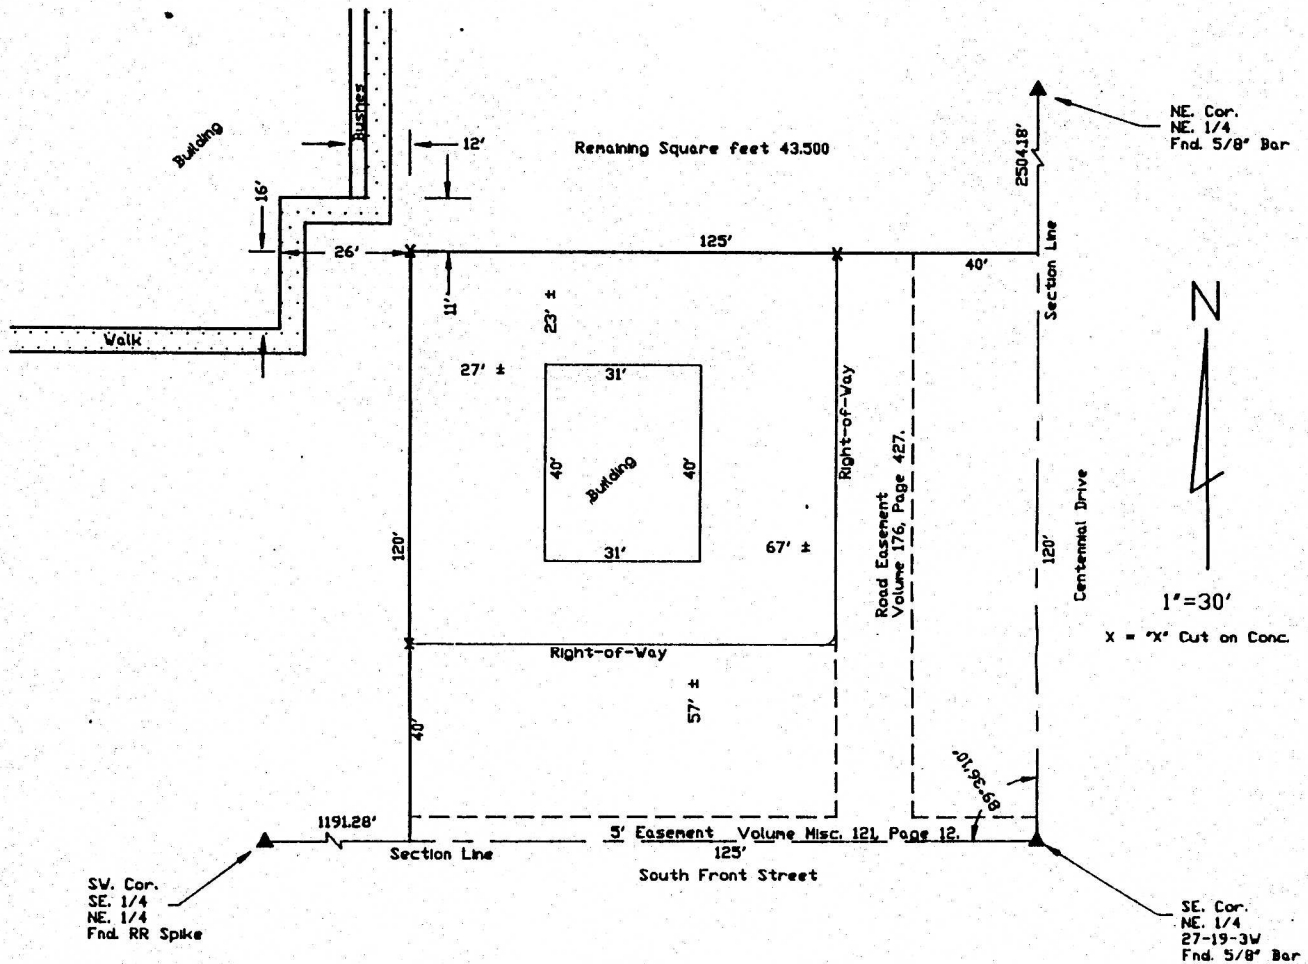 Building
Bushes
12'
16'
26'
11'
Walk
Remaining Square feet 43.500
NE. Cor.
NE. 1/4
Fnd. 5/8" Bar
2504.18'
Section Line
125'
40'
N
1"=30'
X = "X" Cut on Conc.
23' ±
27' ±
31'
40'
Building
40'
31'
67' ±
Right-of-Way
Road Easement
Volume 176, Page 427.
120'
Centennial Drive
120'
Right-of-Way
57' ±
40'
89°36'10"
1191.28'
5' Easement Volume Misc. 121, Page 12.
Section Line
125'
South Front Street
SW. Cor.
SE. 1/4
NE. 1/4
Fnd. RR Spike
SE. Cor.
NE. 1/4
27-19-3W
Fnd. 5/8" Bar